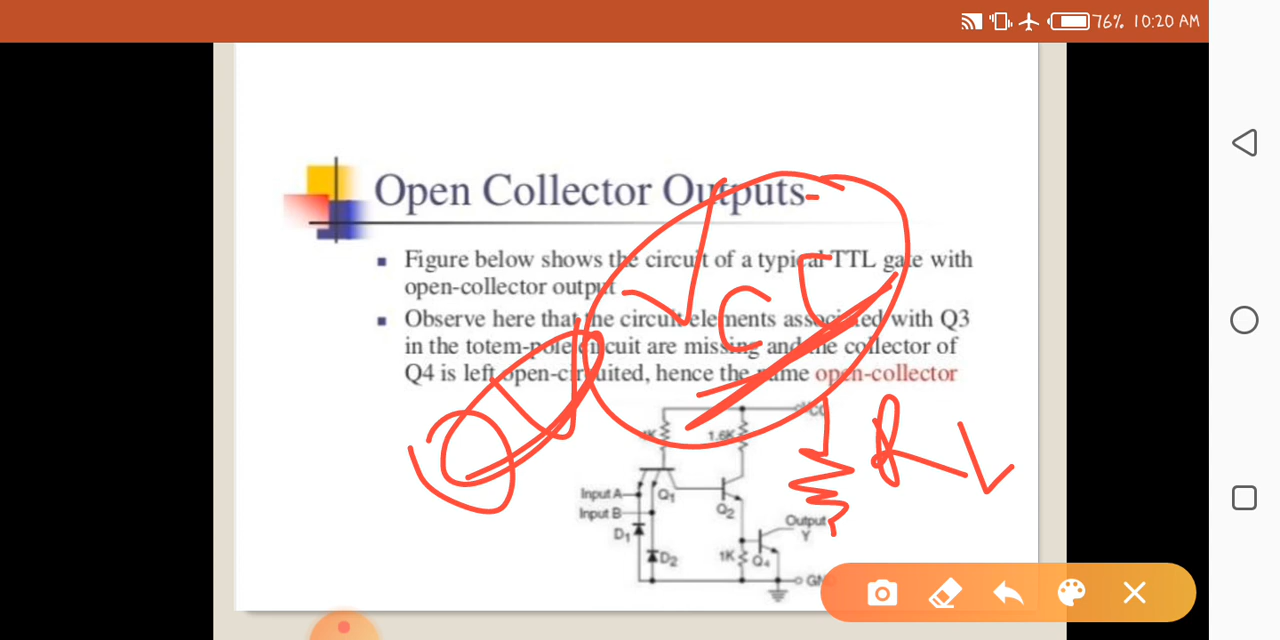 76% 10:20 AM
Open Collector Outputs-
Figure below shows the circuit of a typical TTL gate with
open-collector output
Observe here that the circuit elements associated with Q3
in the totem-pole circuit are missing and the collector of
Q4 is left open-circuited, hence the name open-collector
VCC
RL
1.6K
Input A
Q1
Input B
Q2
Output
Y
D1
D2
1K
Q4